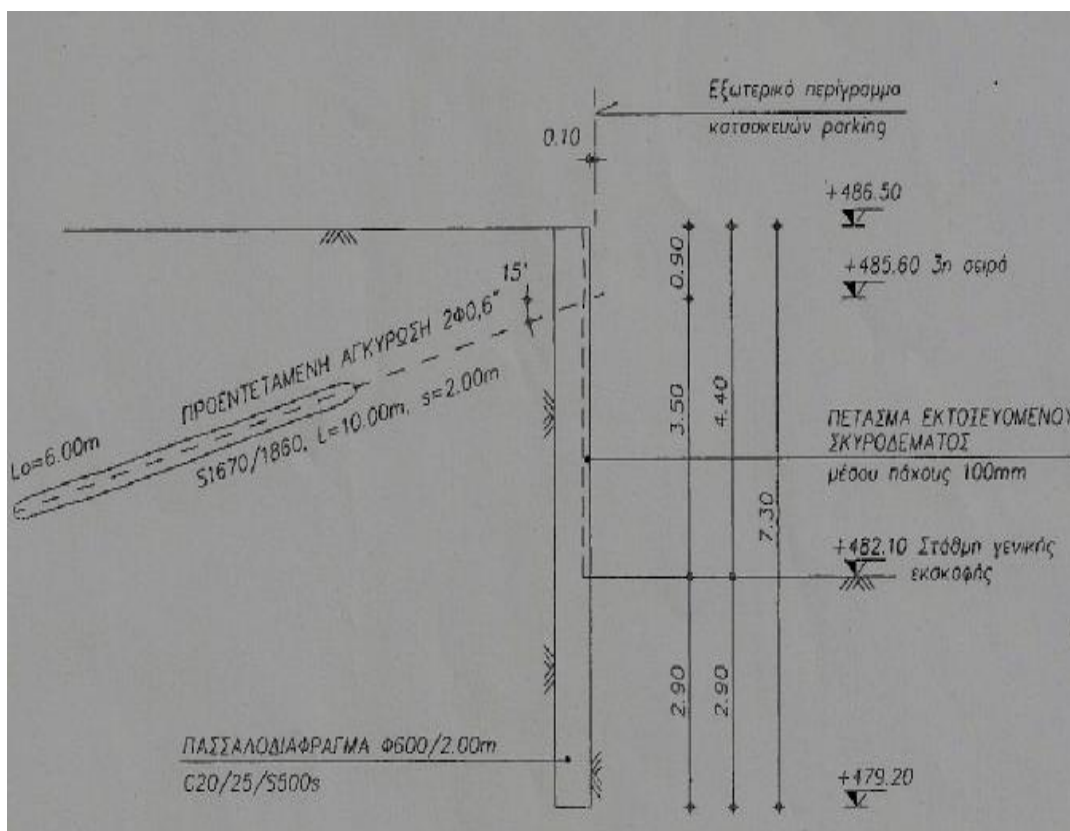 Εξωτερικό περίγραμμα
κατασκευών parking
0.10
+486.50
0.90
+485.60 3η σειρά
15°
ΠΡΟΕΝΤΕΤΑΜΕΝΗ ΑΓΚΥΡΩΣΗ 2Φ0,6"
Lo=6.00m
S1670/1860, L=10.00m, s=2.00m
3.50
4.40
7.30
ΠΕΤΑΣΜΑ ΕΚΤΟΞΕΥΟΜΕΝΟΥ
ΣΚΥΡΟΔΕΜΑΤΟΣ
μέσου πάχους 100mm
+482.10 Στάθμη γενικής
εκσκαφής
2.90
2.90
ΠΑΣΣΑΛΟΔΙΑΦΡΑΓΜΑ Φ600/2.00m
C20/25/S500s
+479.20